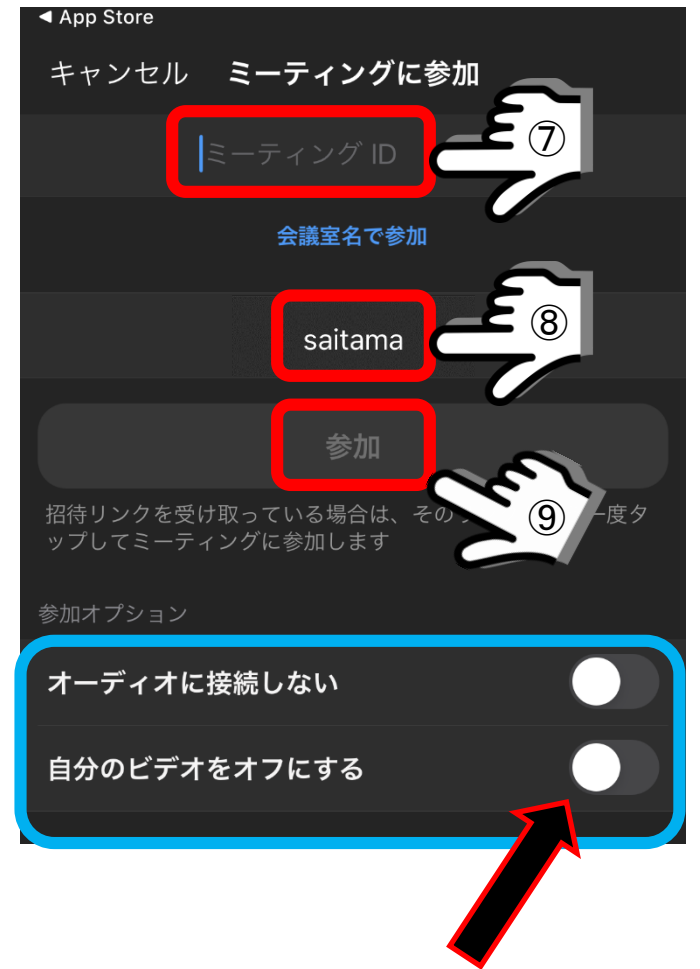 ◀ App Store
キャンセル ミーティングに参加
ミーティング ID
⑦
会議室名で参加
saitama
⑧
参加
招待リンクを受け取っている場合は、その 一度タ
ップしてミーティングに参加します
⑨
参加オプション
オーディオに接続しない
自分のビデオをオフにする